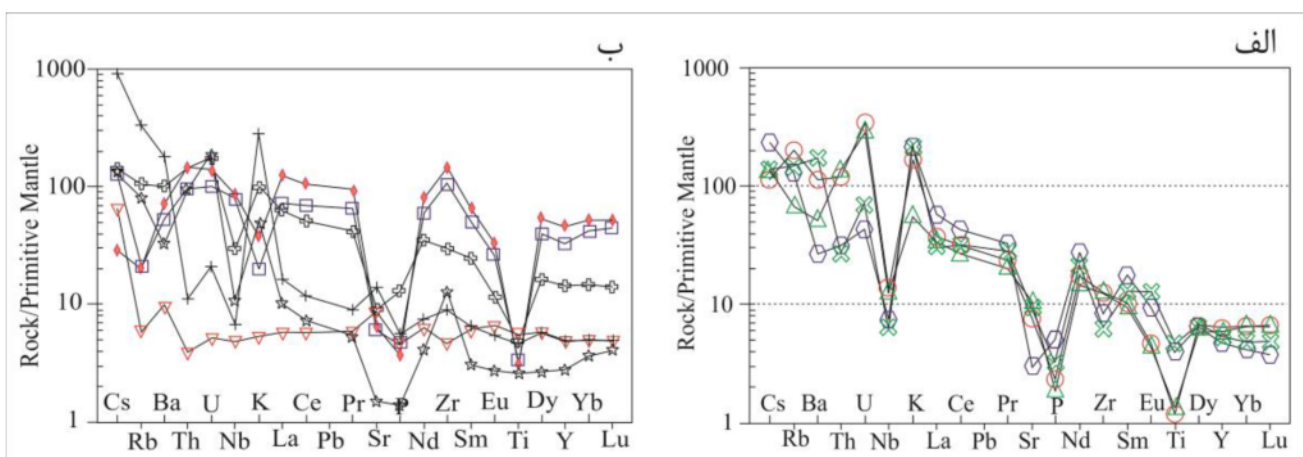 ب
الف
1000
100
10
1
Rock/Primitive Mantle
Cs Ba U K Ce Pr P Zr Eu Dy Yb
Rb Th Nb La Pb Sr Nd Sm Ti Y Lu
1000
100
10
1
Rock/Primitive Mantle
Cs Ba U K Ce Pr P Zr Eu Dy Yb
Rb Th Nb La Pb Sr Nd Sm Ti Y Lu